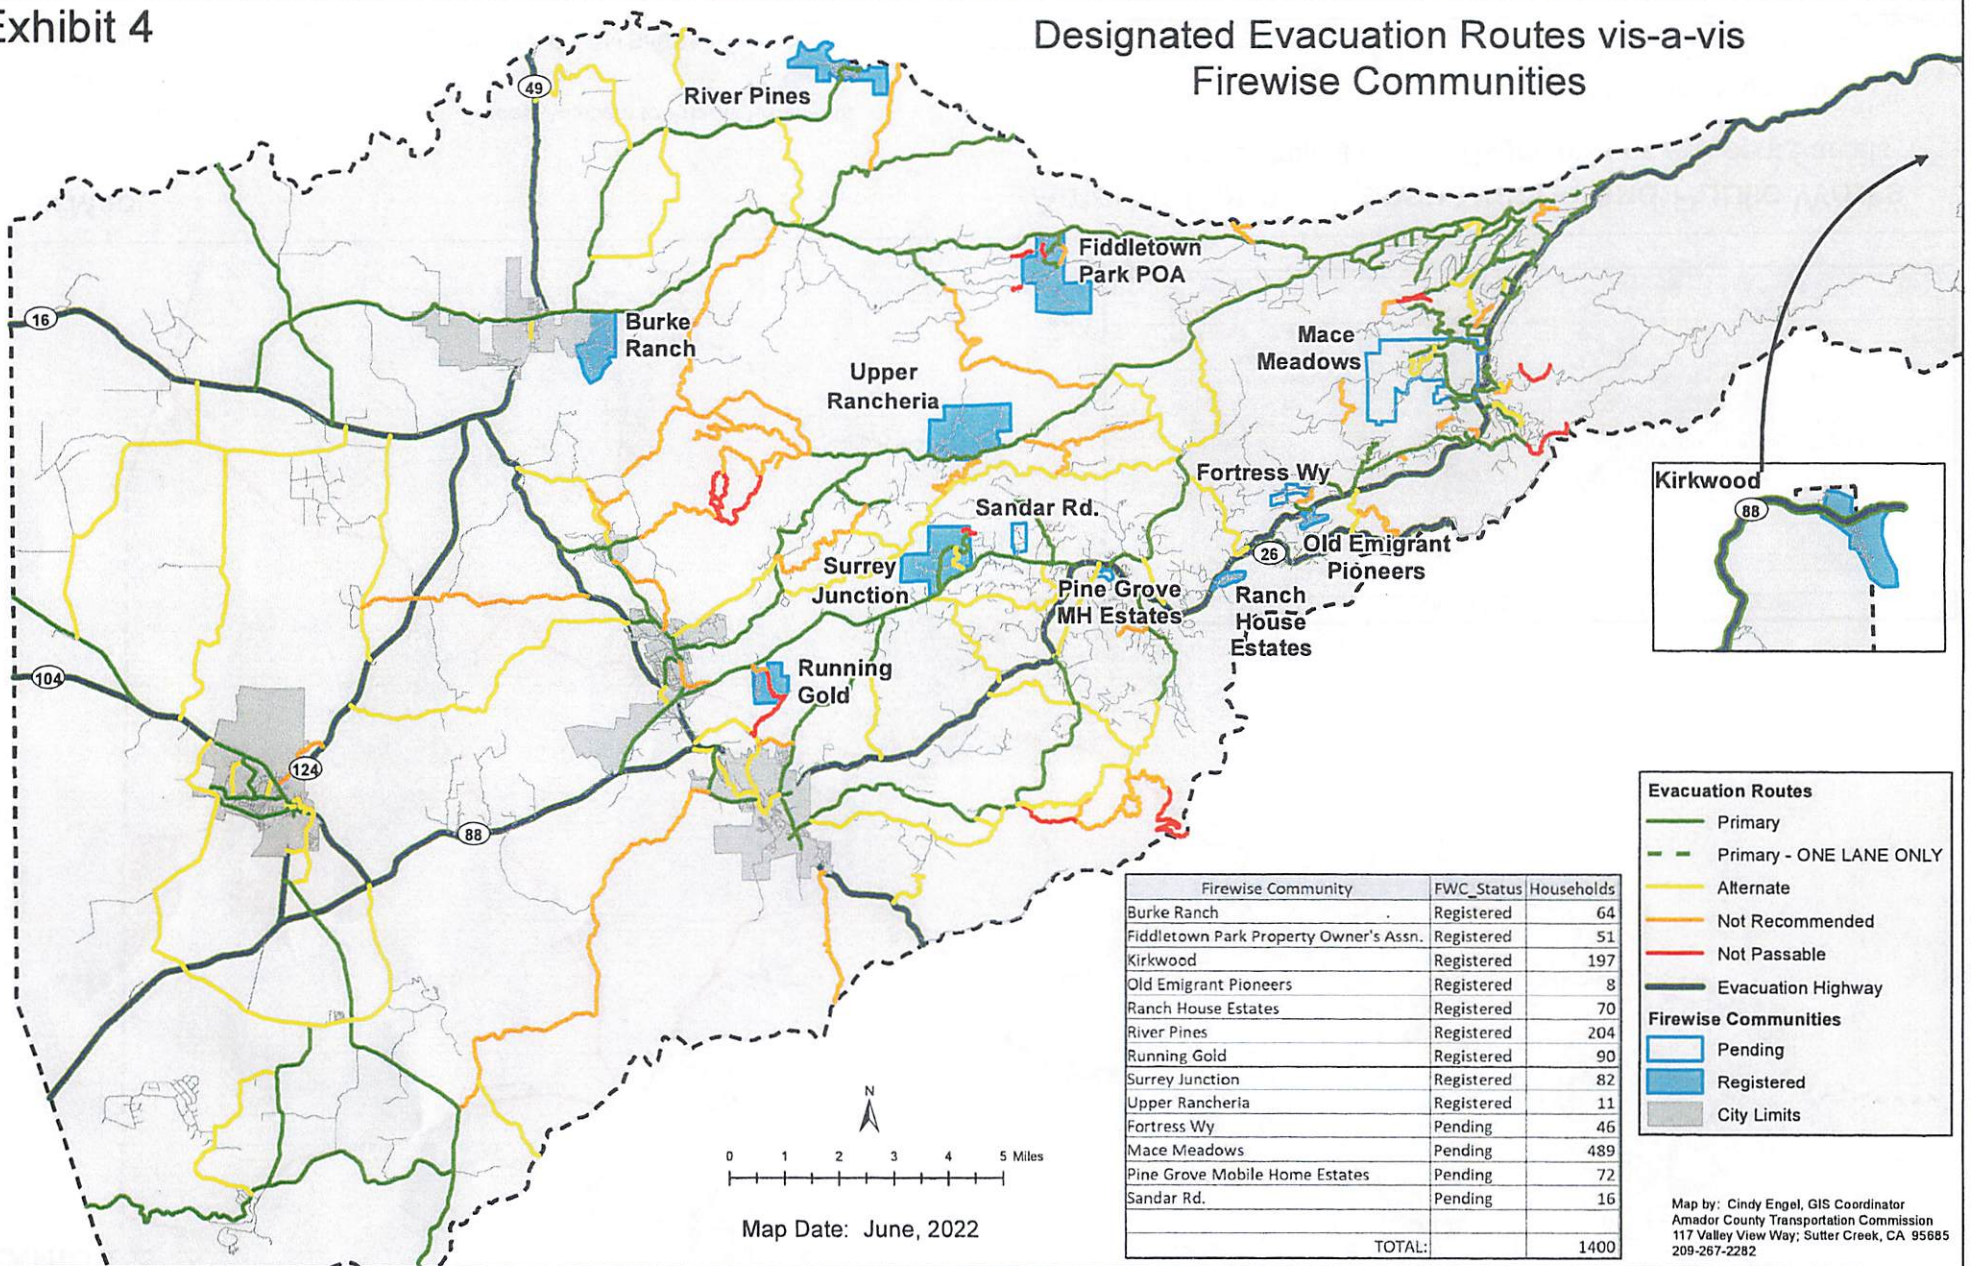 Exhibit 4
Designated Evacuation Routes vis-a-vis
Firewise Communities
49
River Pines
16
Burke
Ranch
Fiddletown
Park POA
Upper
Rancheria
Mace
Meadows
Fortress Wy
Sandar Rd.
Kirkwood
88
26
Old Emigrant
Pioneers
Surrey
Junction
Pine Grove
MH Estates
Ranch
House
Estates
104
Running
Gold
124
88
Evacuation Routes
Primary
Primary - ONE LANE ONLY
Alternate
Not Recommended
Not Passable
Evacuation Highway
Firewise Communities
Pending
Registered
City Limits
Firewise Community FWC_Status Households
Burke Ranch Registered 64
Fiddletown Park Property Owner's Assn. Registered 51
Kirkwood Registered 197
Old Emigrant Pioneers Registered 8
Ranch House Estates Registered 70
River Pines Registered 204
Running Gold Registered 90
Surrey Junction Registered 82
Upper Rancheria Registered 11
Fortress Wy Pending 46
Mace Meadows Pending 489
Pine Grove Mobile Home Estates Pending 72
Sandar Rd. Pending 16
TOTAL: 1400
N
0 1 2 3 4 5 Miles
Map Date: June, 2022
Map by: Cindy Engel, GIS Coordinator
Amador County Transportation Commission
117 Valley View Way; Sutter Creek, CA 95685
209-267-2282